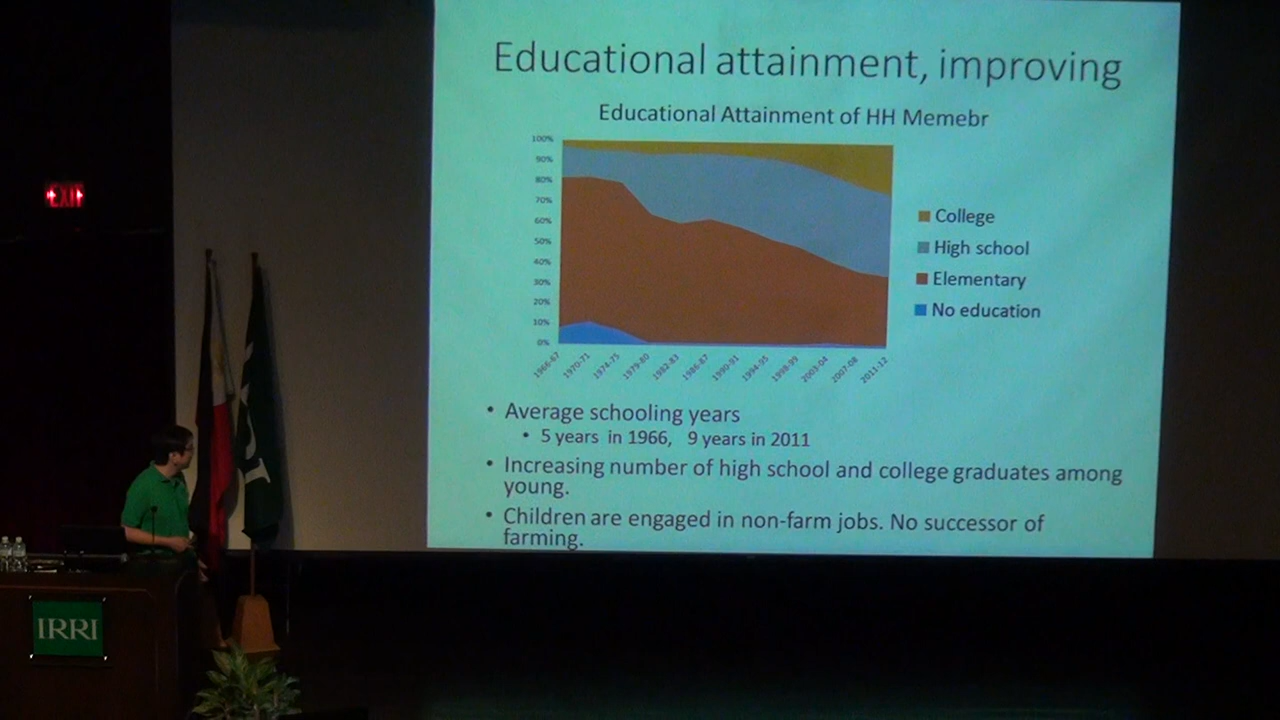 Educational attainment, improving
Educational Attainment of HH Memebr
100%
90%
80%
70%
60%
50%
40%
30%
20%
10%
0%
1966-67
1970-71
1974-75
1979-80
1982-83
1986-87
1990-91
1994-95
1998-99
2003-04
2007-08
2011-12
College
High school
Elementary
No education
• Average schooling years
• 5 years in 1966, 9 years in 2011
• Increasing number of high school and college graduates among
young.
• Children are engaged in non-farm jobs. No successor of
farming.
EXIT
IRRI